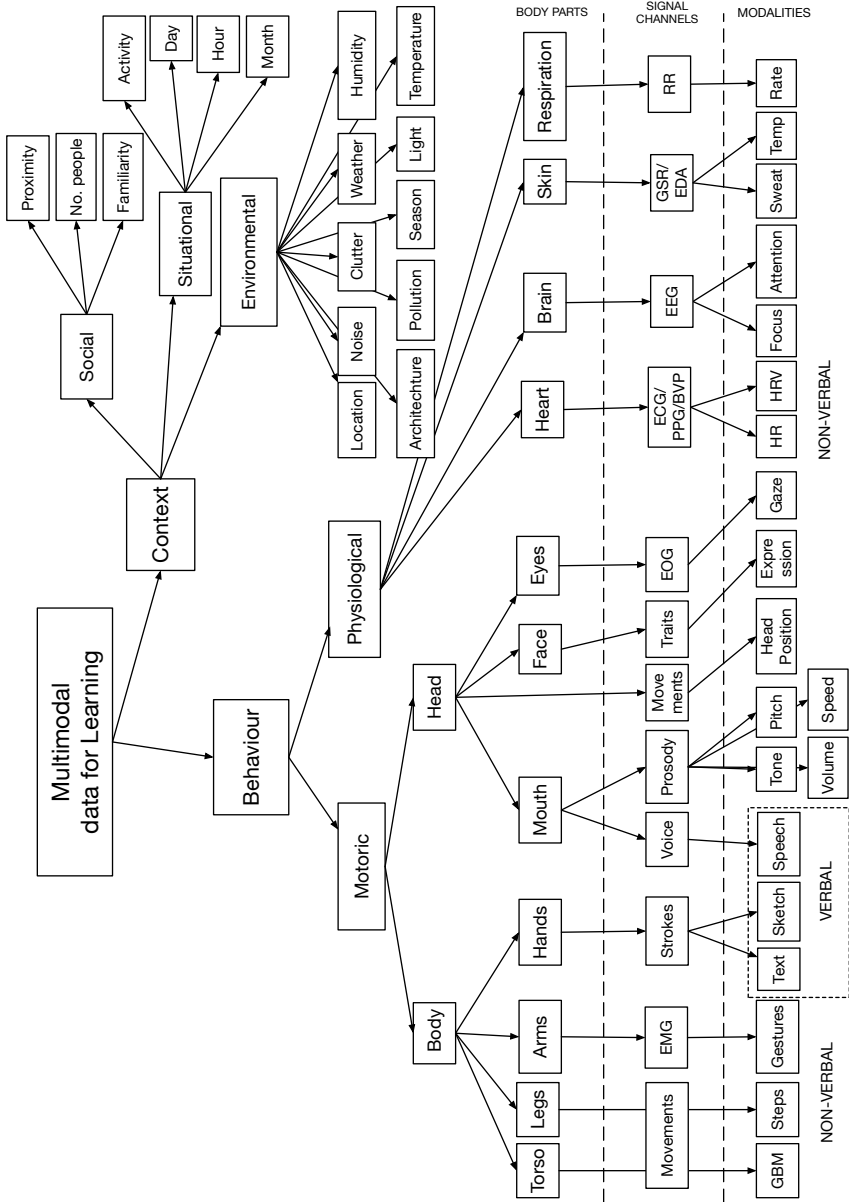 Multimodal
data for Learning
Behaviour
Context
Social
Proximity
No. people
Familiarity
Situational
Activity
Day
Hour
Month
Environmental
Location
Noise
Clutter
Weather
Humidity
Architechture
Pollution
Season
Light
Temperature
Motoric
Physiological
Body
Head
BODY PARTS
Torso
Legs
Arms
Hands
Mouth
Face
Eyes
Heart
Brain
Skin
Respiration
SIGNAL
CHANNELS
Movements
EMG
Strokes
Voice
Prosody
Move
ments
Traits
EOG
ECG/
PPG/BVP
EEG
GSR/
EDA
RR
MODALITIES
GBM
Steps
Gestures
Text
Sketch
Speech
Tone
Pitch
Head
Position
Expre
ssion
Gaze
HR
HRV
Focus
Attention
Sweat
Temp
Rate
Volume
Speed
NON-VERBAL
VERBAL
NON-VERBAL